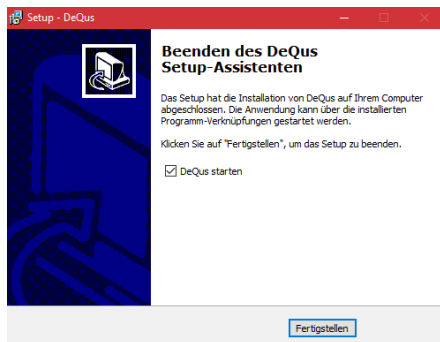 Setup - DeQus
Beenden des DeQus
Setup-Assistenten
Das Setup hat die Installation von DeQus auf Ihrem Computer
abgeschlossen. Die Anwendung kann über die installierten
Programm-Verknüpfungen gestartet werden.
Klicken Sie auf "Fertigstellen", um das Setup zu beenden.
DeQus starten
Fertigstellen